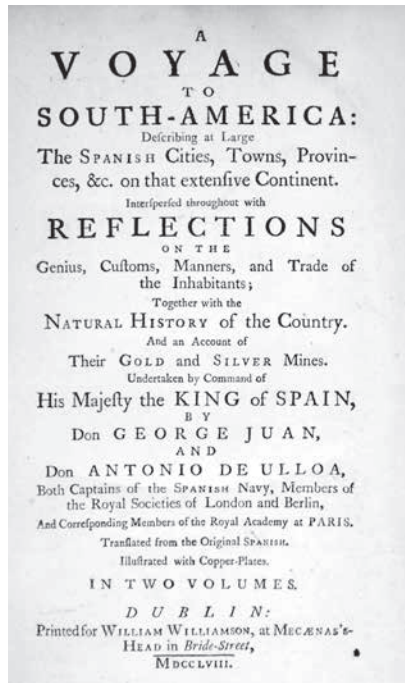 A
VOYAGE
TO
SOUTH-AMERICA:
Deſcribing at Large
The SPANISH Cities, Towns, Provin-
ces, &c. on that extenſive Continent.
Interſperſed throughout with
REFLECTIONS
ON THE
Genius, Cuſtoms, Manners, and Trade of
the Inhabitants;
Together with the
NATURAL HISTORY of the Country.
And an Account of
Their GOLD and SILVER Mines.
Undertaken by Command of
His Majeſty the KING of SPAIN,
BY
Don GEORGE JUAN,
AND
Don ANTONIO DE ULLOA,
Both Captains of the SPANISH Navy, Members of
the Royal Societies of London and Berlin,
And Correſponding Members of the Royal Academy at PARIS.
Tranſlated from the Original SPANISH.
Illuſtrated with Copper-Plates.
IN TWO VOLUMES.
DUBLIN:
Printed for WILLIAM WILLIAMSON, at MECÆNAS's-
HEAD in Bride-Street,
MDCCLVIII.